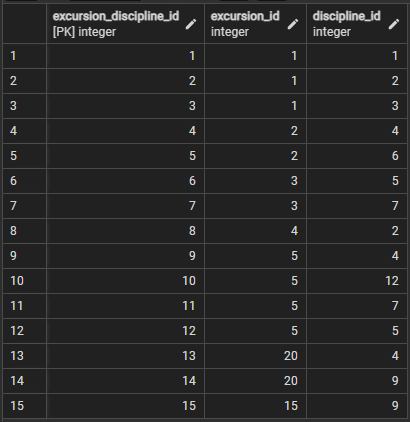 excursion_discipline_id excursion_id discipline_id
[PK] integer integer integer
1 1 1 1
2 2 1 2
3 3 1 3
4 4 2 4
5 5 2 6
6 6 3 5
7 7 3 7
8 8 4 2
9 9 5 4
10 10 5 12
11 11 5 7
12 12 5 5
13 13 20 4
14 14 20 9
15 15 15 9